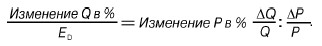 Изменение Q̄ в % / E_D = Изменение P в % ΔQ̄/Q : ΔP̄/P.